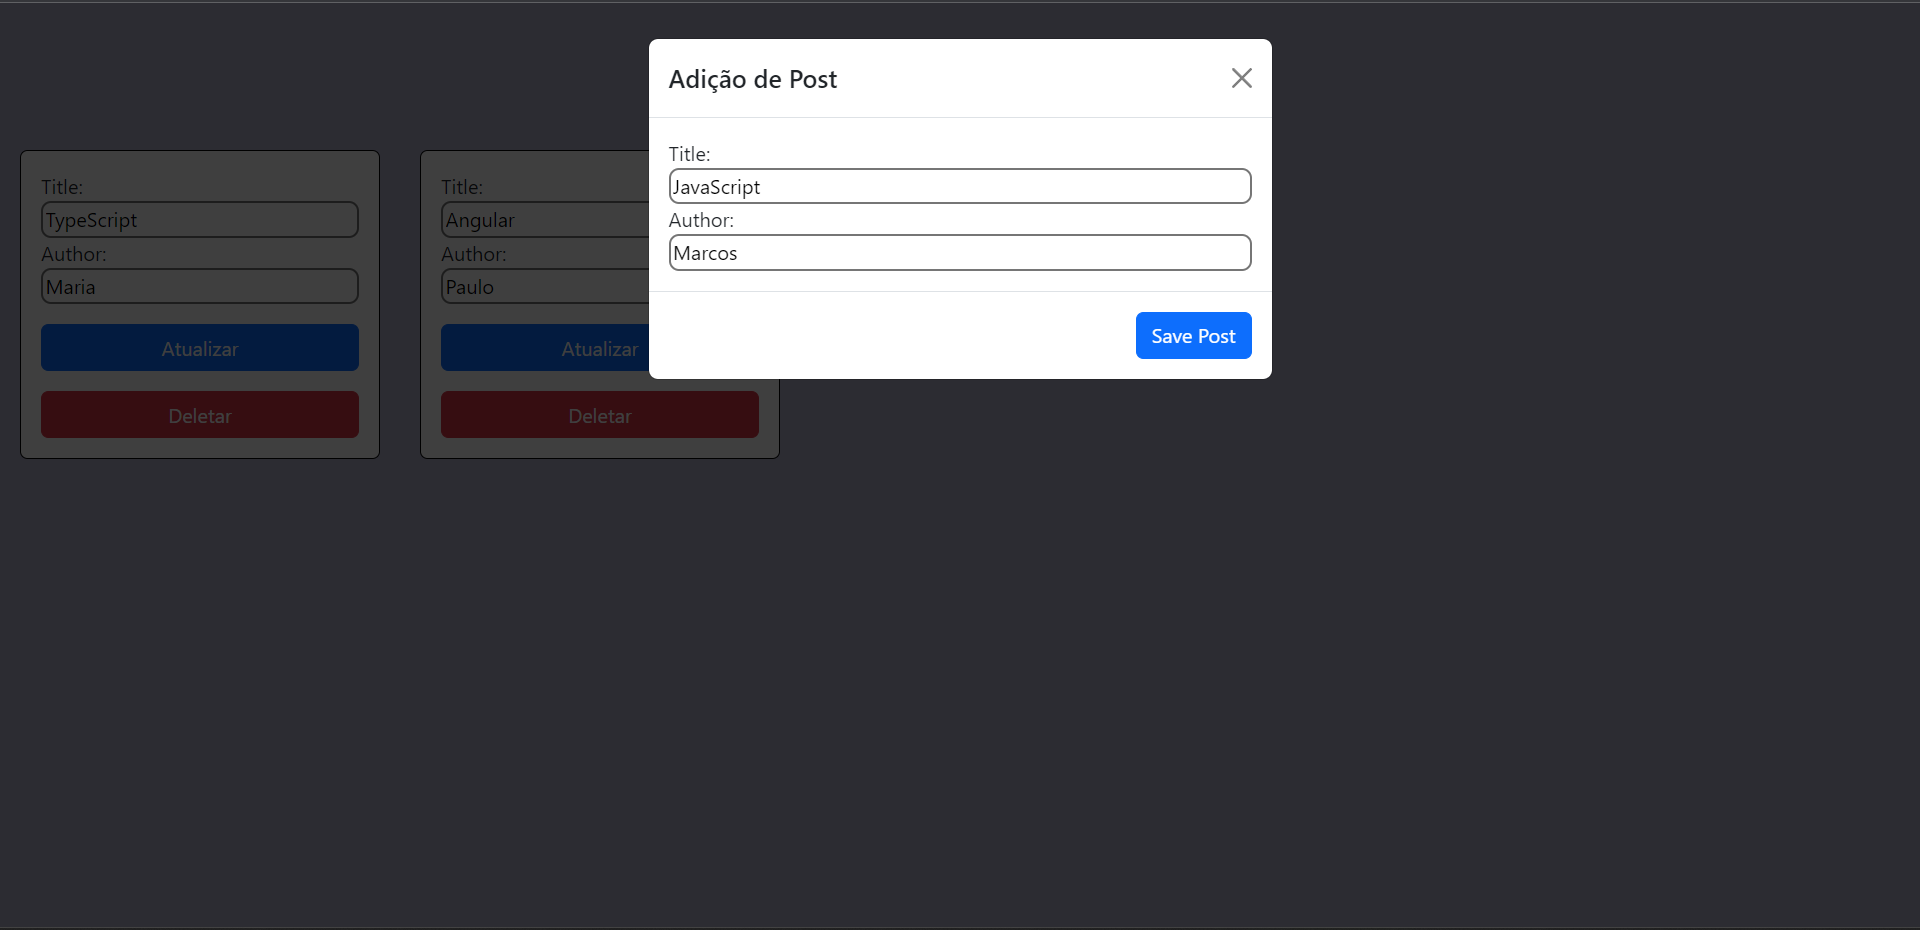 Adição de Post
Title:
JavaScript
Author:
Marcos
Save Post
Title:
TypeScript
Author:
Maria
Atualizar
Deletar
Title:
Angular
Author:
Paulo
Atualizar
Deletar